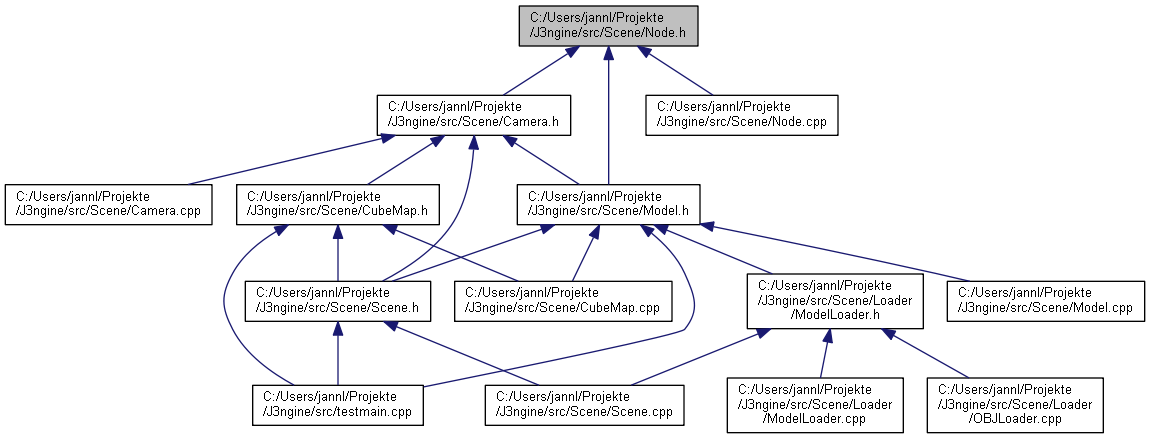 C:/Users/jannl/Projekte
/J3ngine/src/Scene/Node.h
C:/Users/jannl/Projekte
/J3ngine/src/Scene/Camera.h
C:/Users/jannl/Projekte
/J3ngine/src/Scene/Node.cpp
C:/Users/jannl/Projekte
/J3ngine/src/Scene/Camera.cpp
C:/Users/jannl/Projekte
/J3ngine/src/Scene/CubeMap.h
C:/Users/jannl/Projekte
/J3ngine/src/Scene/Model.h
C:/Users/jannl/Projekte
/J3ngine/src/Scene/Scene.h
C:/Users/jannl/Projekte
/J3ngine/src/Scene/CubeMap.cpp
C:/Users/jannl/Projekte
/J3ngine/src/Scene/Loader
/ModelLoader.h
C:/Users/jannl/Projekte
/J3ngine/src/Scene/Model.cpp
C:/Users/jannl/Projekte
/J3ngine/src/testmain.cpp
C:/Users/jannl/Projekte
/J3ngine/src/Scene/Scene.cpp
C:/Users/jannl/Projekte
/J3ngine/src/Scene/Loader
/ModelLoader.cpp
C:/Users/jannl/Projekte
/J3ngine/src/Scene/Loader
/OBJLoader.cpp